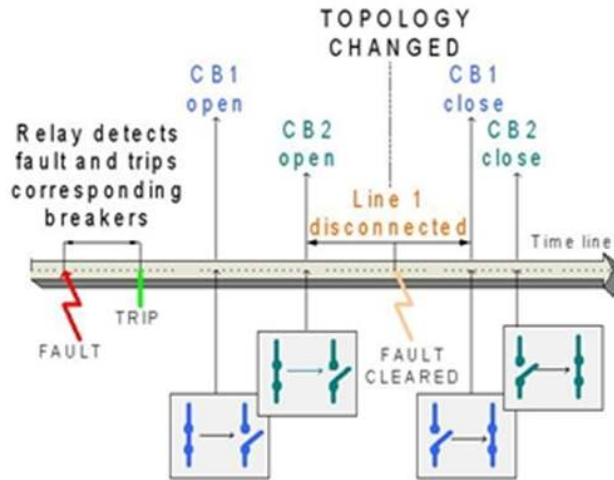 TOPOLOGY
CHANGED
CB1
open
CB1
close
CB2
open
CB2
close
Relay detects
fault and trips
corresponding
breakers
Line 1
disconnected
Time line
TRIP
FAULT
FAULT
CLEARED